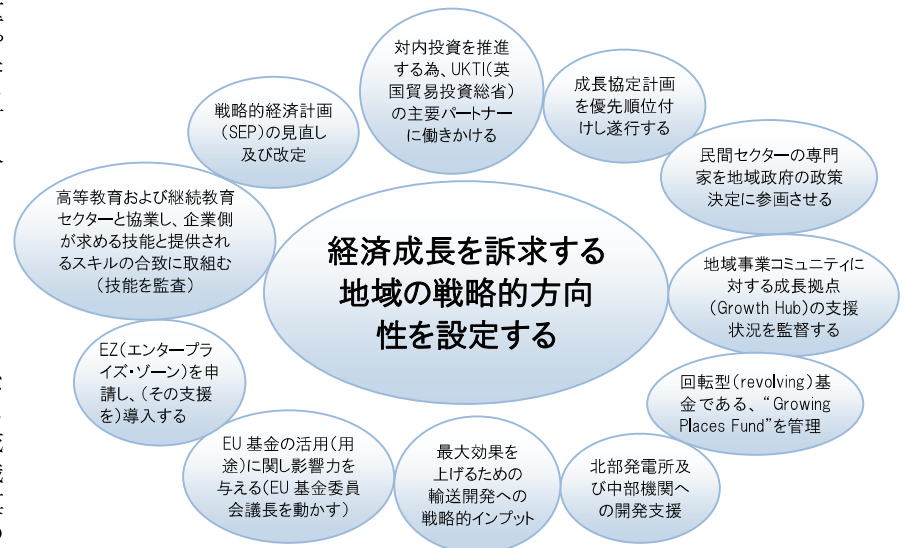 対内投資を推進
する為、UKTI(英
国貿易投資総省)
の主要パートナー
に働きかける
成長協定計画
を優先順位付
けし遂行する
民間セクターの専門
家を地域政府の政策
決定に参画させる
地域事業コミュニティに
対する成長拠点
(Growth Hub)の支援
状況を監督する
回転型(revolving)基
金である、“Growing
Places Fund”を管理
北部発電所及
び中部機関へ
の開発支援
最大効果を
上げるための
輸送開発への
戦略的インプット
EU 基金の活用(用
途)に関し影響力を
与える(EU 基金委員
会議長を動かす)
EZ(エンタープラ
イズ・ゾーン)を申
請し、(その支援
を)導入する
高等教育および継続教育
セクターと協業し、企業側
が求める技能と提供され
るスキルの合致に取組む
(技能を監査)
戦略的経済計画
(SEP)の見直し
及び改定
経済成長を訴求する
地域の戦略的方向
性を設定する